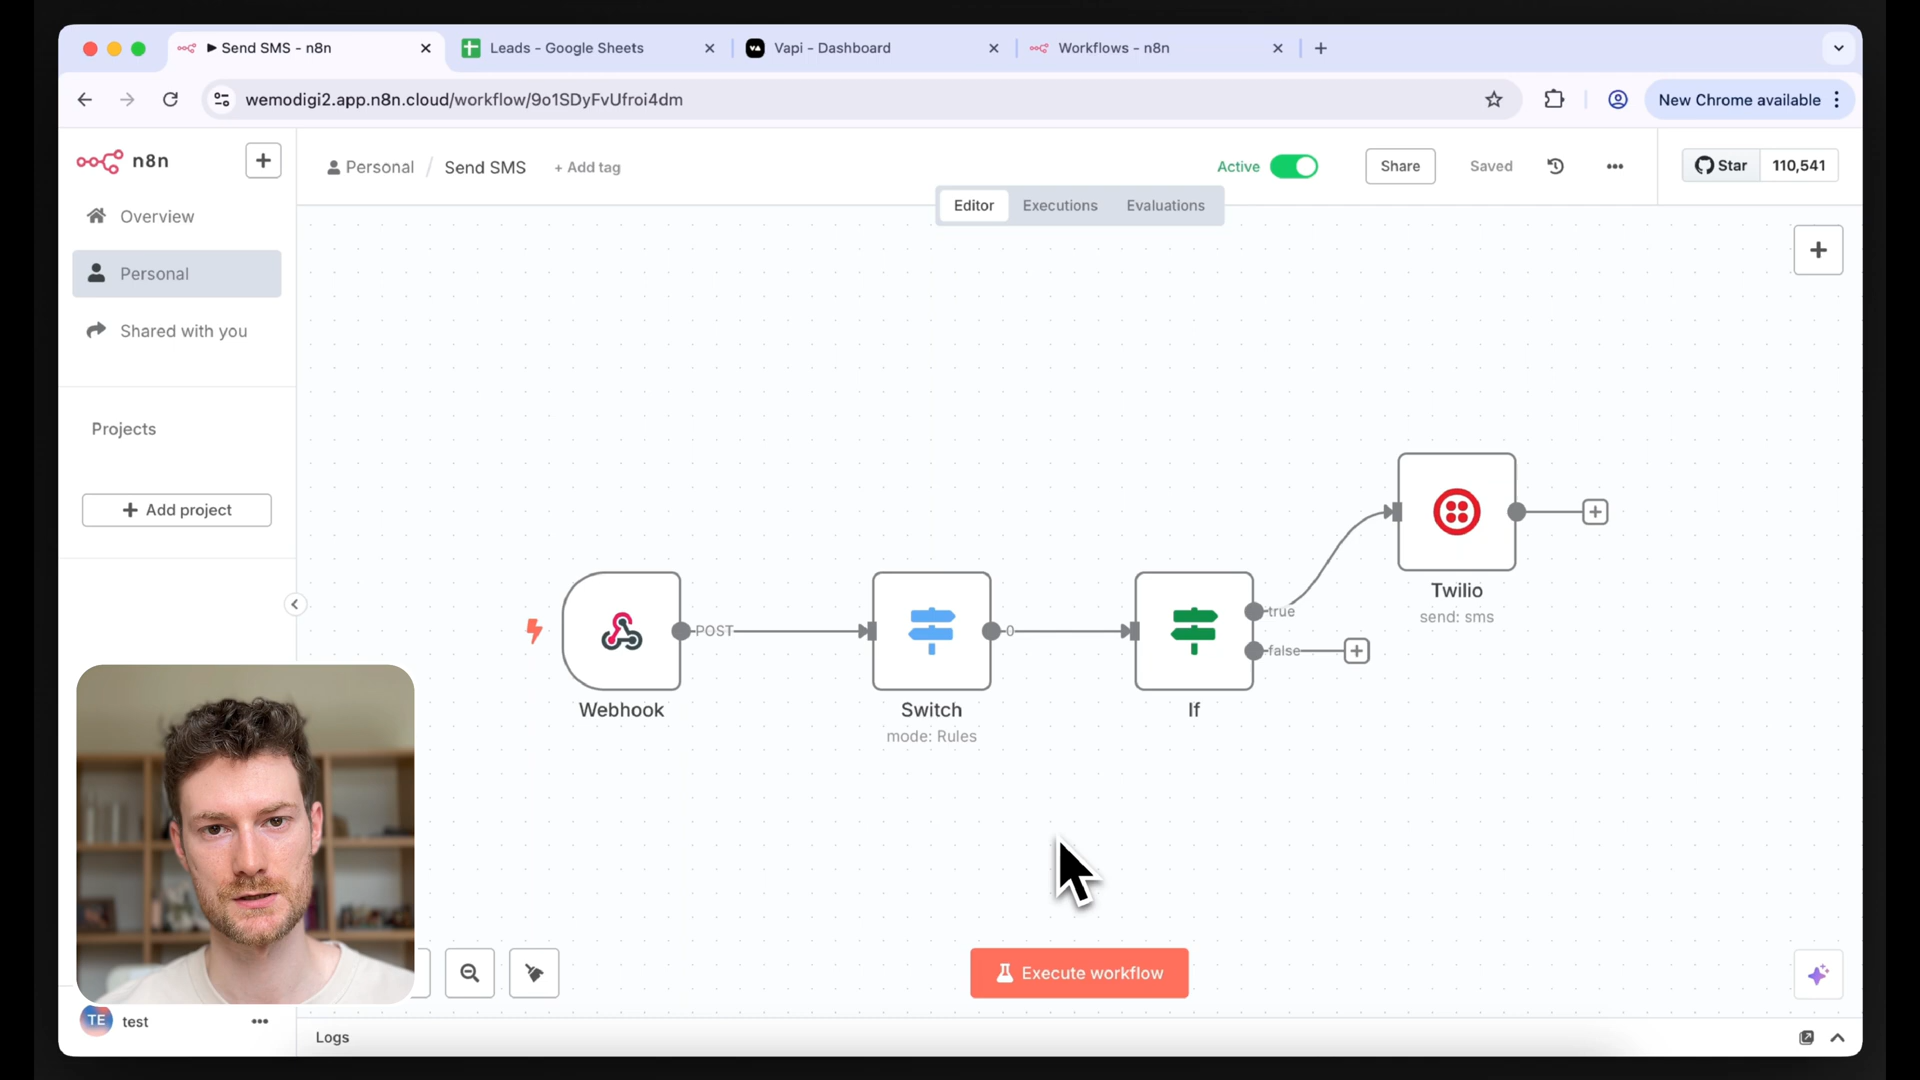 Send SMS - n8n
Leads - Google Sheets
Vapi - Dashboard
Workflows - n8n
wemodigi2.app.n8n.cloud/workflow/9o1SDyFvUfroi4dm
New Chrome available
n8n
Personal / Send SMS + Add tag
Active
Share
Saved
Star 110,541
Editor
Executions
Evaluations
Overview
Personal
Shared with you
Projects
Add project
POST
0
true
false
Webhook
Switch
mode: Rules
If
Twilio
send: sms
Execute workflow
TE
test
Logs